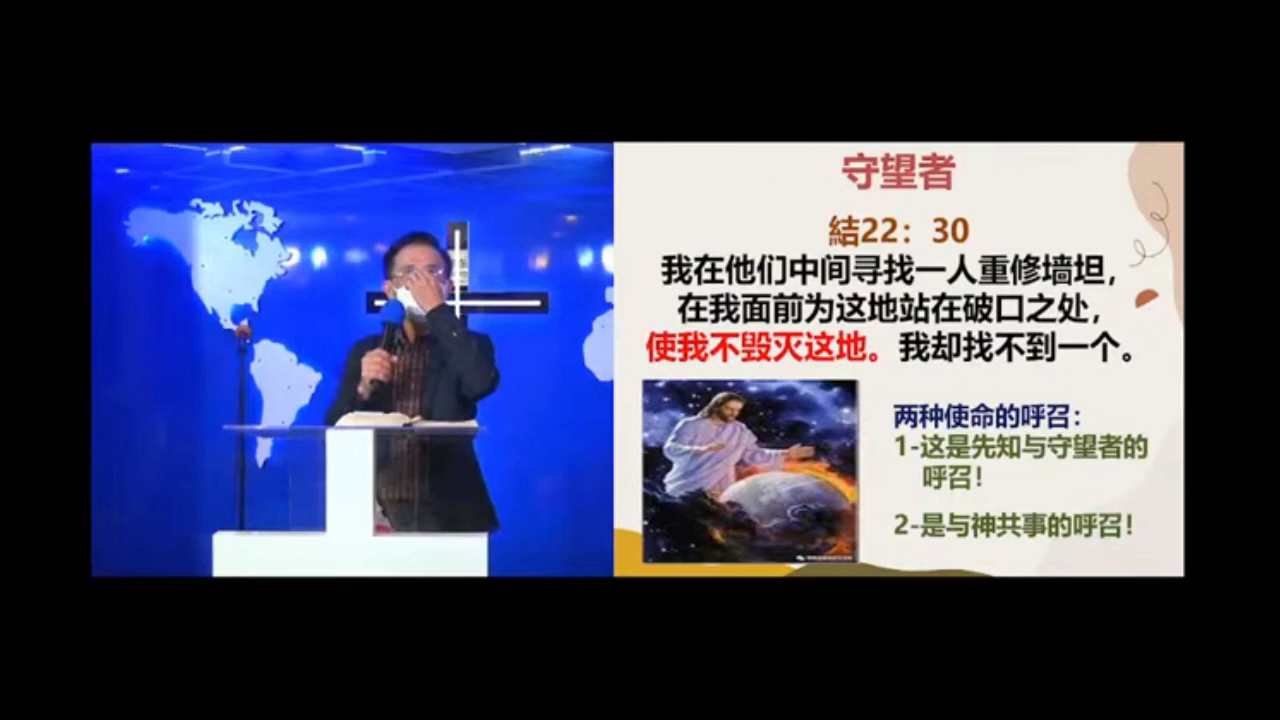 守望者
結22：30
我在他们中间寻找一人重修墙坦，
在我面前为这地站在破口之处，
使我不毁灭这地。我却找不到一个。
两种使命的呼召：
1-这是先知与守望者的
呼召！
2-是与神共事的呼召！